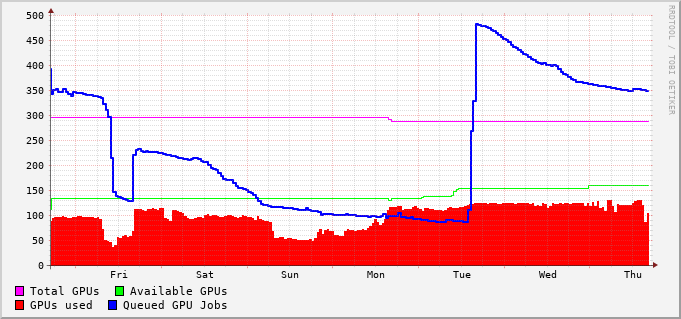 500
450
400
350
300
250
200
150
100
50
0
Fri Sat Sun Mon Tue Wed Thu
Total GPUs Available GPUs
GPUs used Queued GPU Jobs
RRDTOOL / TOBI OETIKER